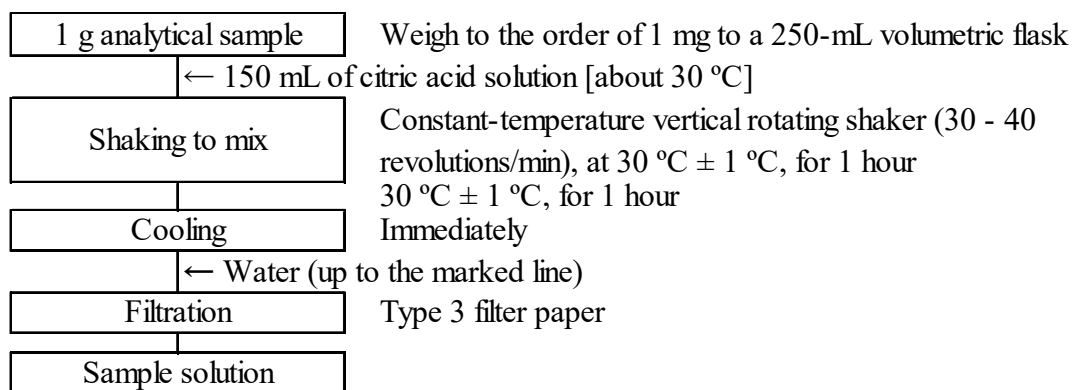 1 g analytical sample Weigh to the order of 1 mg to a 250-mL volumetric flask
← 150 mL of citric acid solution [about 30 ºC]
Shaking to mix Constant-temperature vertical rotating shaker (30 - 40
revolutions/min), at 30 ºC ± 1 ºC, for 1 hour
30 ºC ± 1 ºC, for 1 hour
Cooling Immediately
← Water (up to the marked line)
Filtration Type 3 filter paper
Sample solution